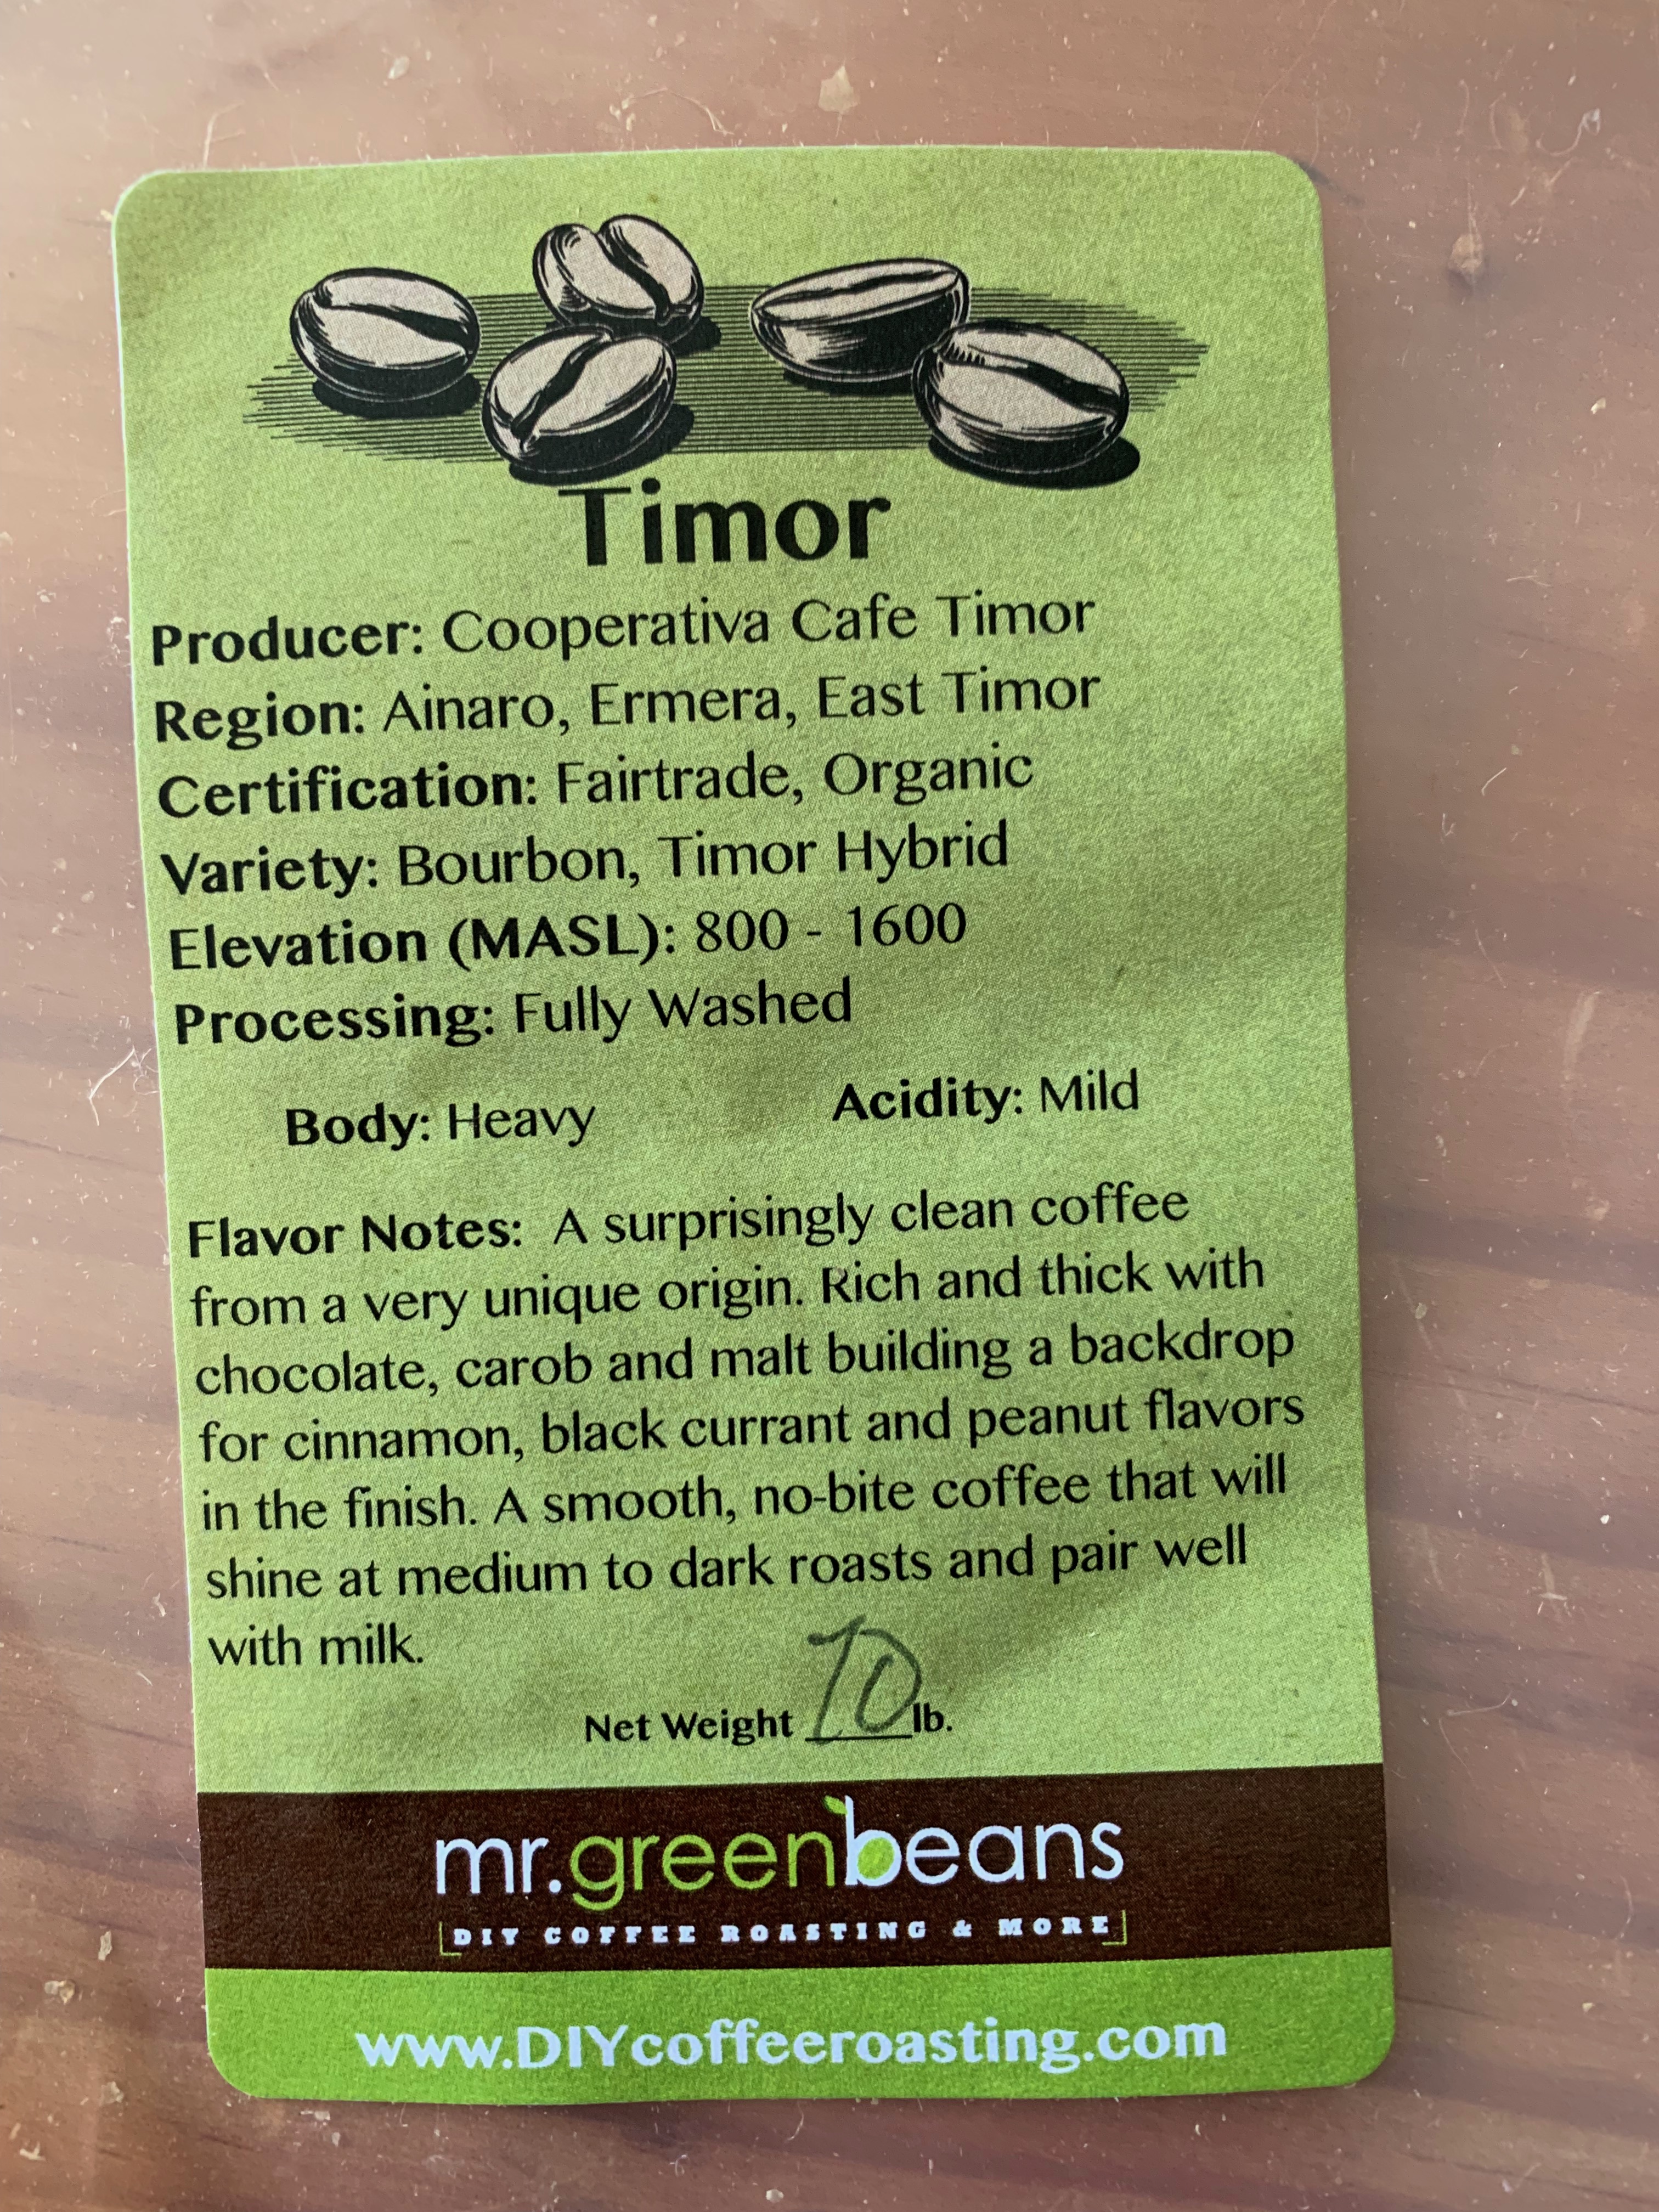 Timor
Producer: Cooperativa Cafe Timor
Region: Ainaro, Ermera, East Timor
Certification: Fairtrade, Organic
Variety: Bourbon, Timor Hybrid
Elevation (MASL): 800 - 1600
Processing: Fully Washed
Body: Heavy Acidity: Mild
Flavor Notes: A surprisingly clean coffee
from a very unique origin. Rich and thick with
chocolate, carob and malt building a backdrop
for cinnamon, black currant and peanut flavors
in the finish. A smooth, no-bite coffee that will
shine at medium to dark roasts and pair well
with milk.
Net Weight 10 lb.
mr.greenbeans
DIY COFFEE ROASTING & MORE
www.DIYcoffeeroasting.com